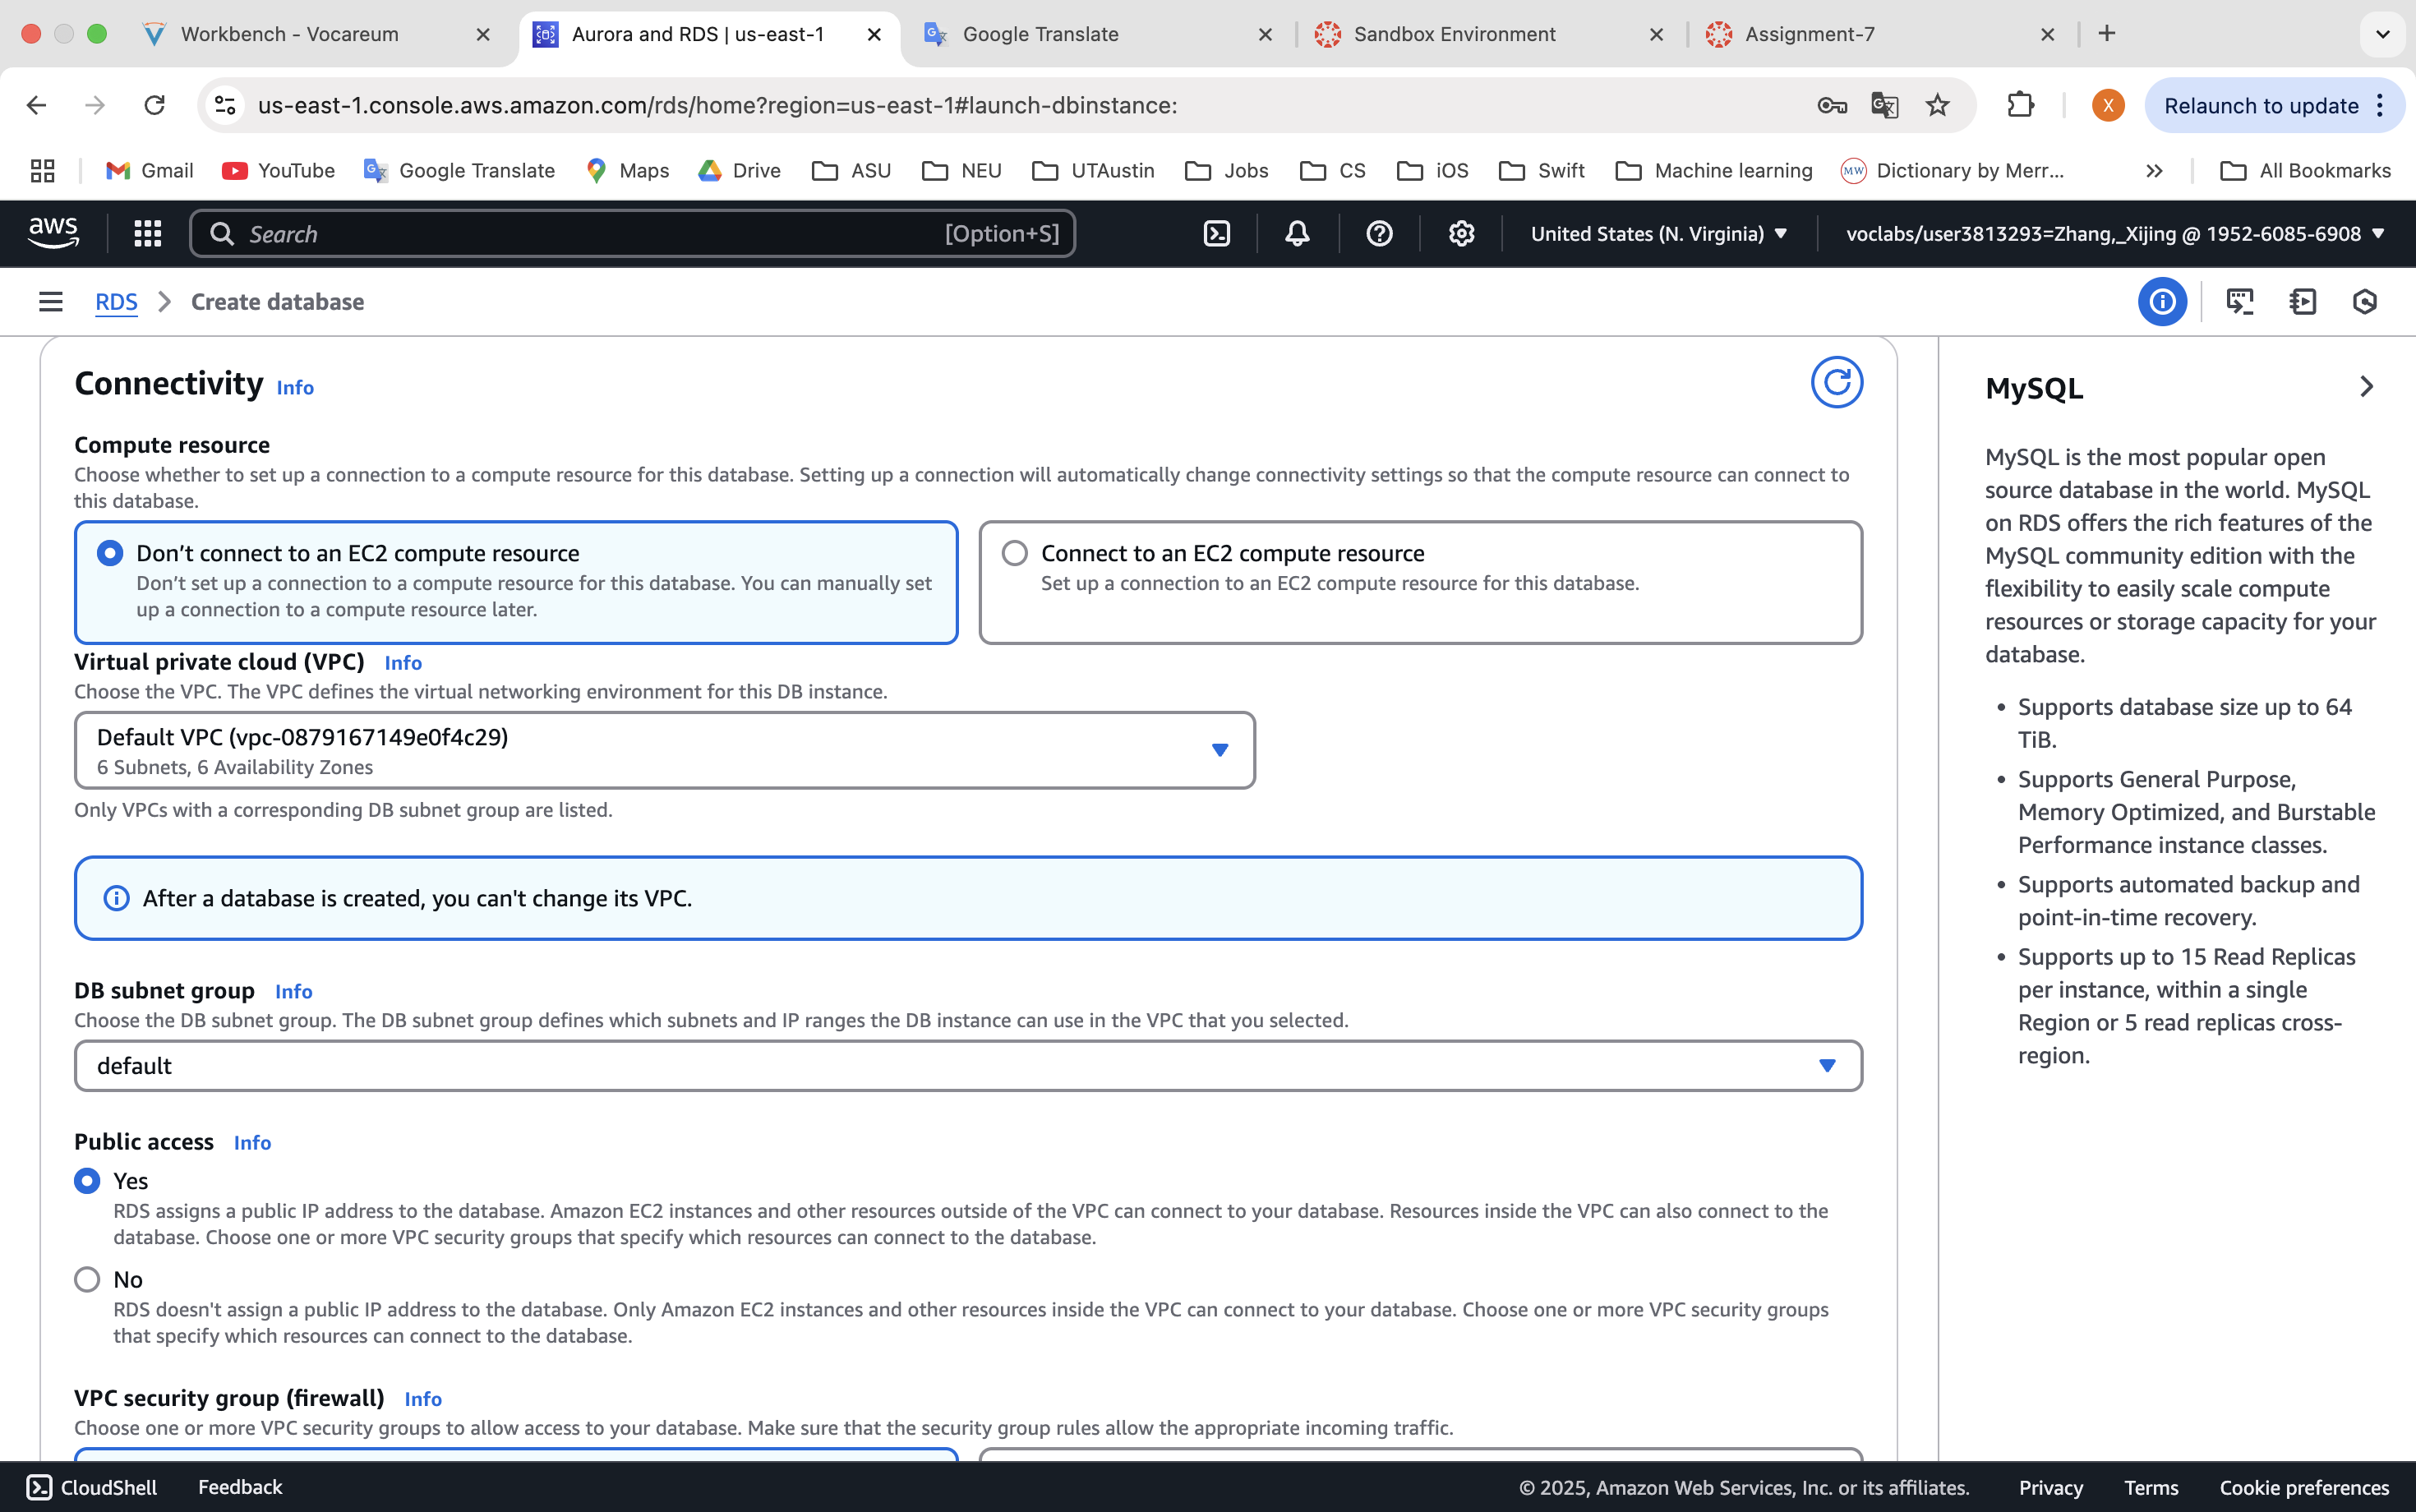 Workbench - Vocareum
Aurora and RDS | us-east-1
Google Translate
Sandbox Environment
Assignment-7
us-east-1.console.aws.amazon.com/rds/home?region=us-east-1#launch-dbinstance:
X
Relaunch to update
Gmail
YouTube
Google Translate
Maps
Drive
ASU
NEU
UTAustin
Jobs
CS
iOS
Swift
Machine learning
MW
Dictionary by Merr...
All Bookmarks
aws
Search
[Option+S]
United States (N. Virginia)
voclabs/user3813293=Zhang,_Xijing @ 1952-6085-6908
RDS
Create database
Connectivity Info
Compute resource
Choose whether to set up a connection to a compute resource for this database. Setting up a connection will automatically change connectivity settings so that the compute resource can connect to
this database.
Don't connect to an EC2 compute resource
Don't set up a connection to a compute resource for this database. You can manually set
up a connection to a compute resource later.
Connect to an EC2 compute resource
Set up a connection to an EC2 compute resource for this database.
Virtual private cloud (VPC) Info
Choose the VPC. The VPC defines the virtual networking environment for this DB instance.
Default VPC (vpc-0879167149e0f4c29)
6 Subnets, 6 Availability Zones
Only VPCs with a corresponding DB subnet group are listed.
After a database is created, you can't change its VPC.
DB subnet group Info
Choose the DB subnet group. The DB subnet group defines which subnets and IP ranges the DB instance can use in the VPC that you selected.
default
Public access Info
Yes
RDS assigns a public IP address to the database. Amazon EC2 instances and other resources outside of the VPC can connect to your database. Resources inside the VPC can also connect to the
database. Choose one or more VPC security groups that specify which resources can connect to the database.
No
RDS doesn't assign a public IP address to the database. Only Amazon EC2 instances and other resources inside the VPC can connect to your database. Choose one or more VPC security groups
that specify which resources can connect to the database.
VPC security group (firewall) Info
Choose one or more VPC security groups to allow access to your database. Make sure that the security group rules allow the appropriate incoming traffic.
MySQL
MySQL is the most popular open
source database in the world. MySQL
on RDS offers the rich features of the
MySQL community edition with the
flexibility to easily scale compute
resources or storage capacity for your
database.
• Supports database size up to 64
TiB.
• Supports General Purpose,
Memory Optimized, and Burstable
Performance instance classes.
• Supports automated backup and
point-in-time recovery.
• Supports up to 15 Read Replicas
per instance, within a single
Region or 5 read replicas cross-
region.
CloudShell
Feedback
© 2025, Amazon Web Services, Inc. or its affiliates.
Privacy
Terms
Cookie preferences